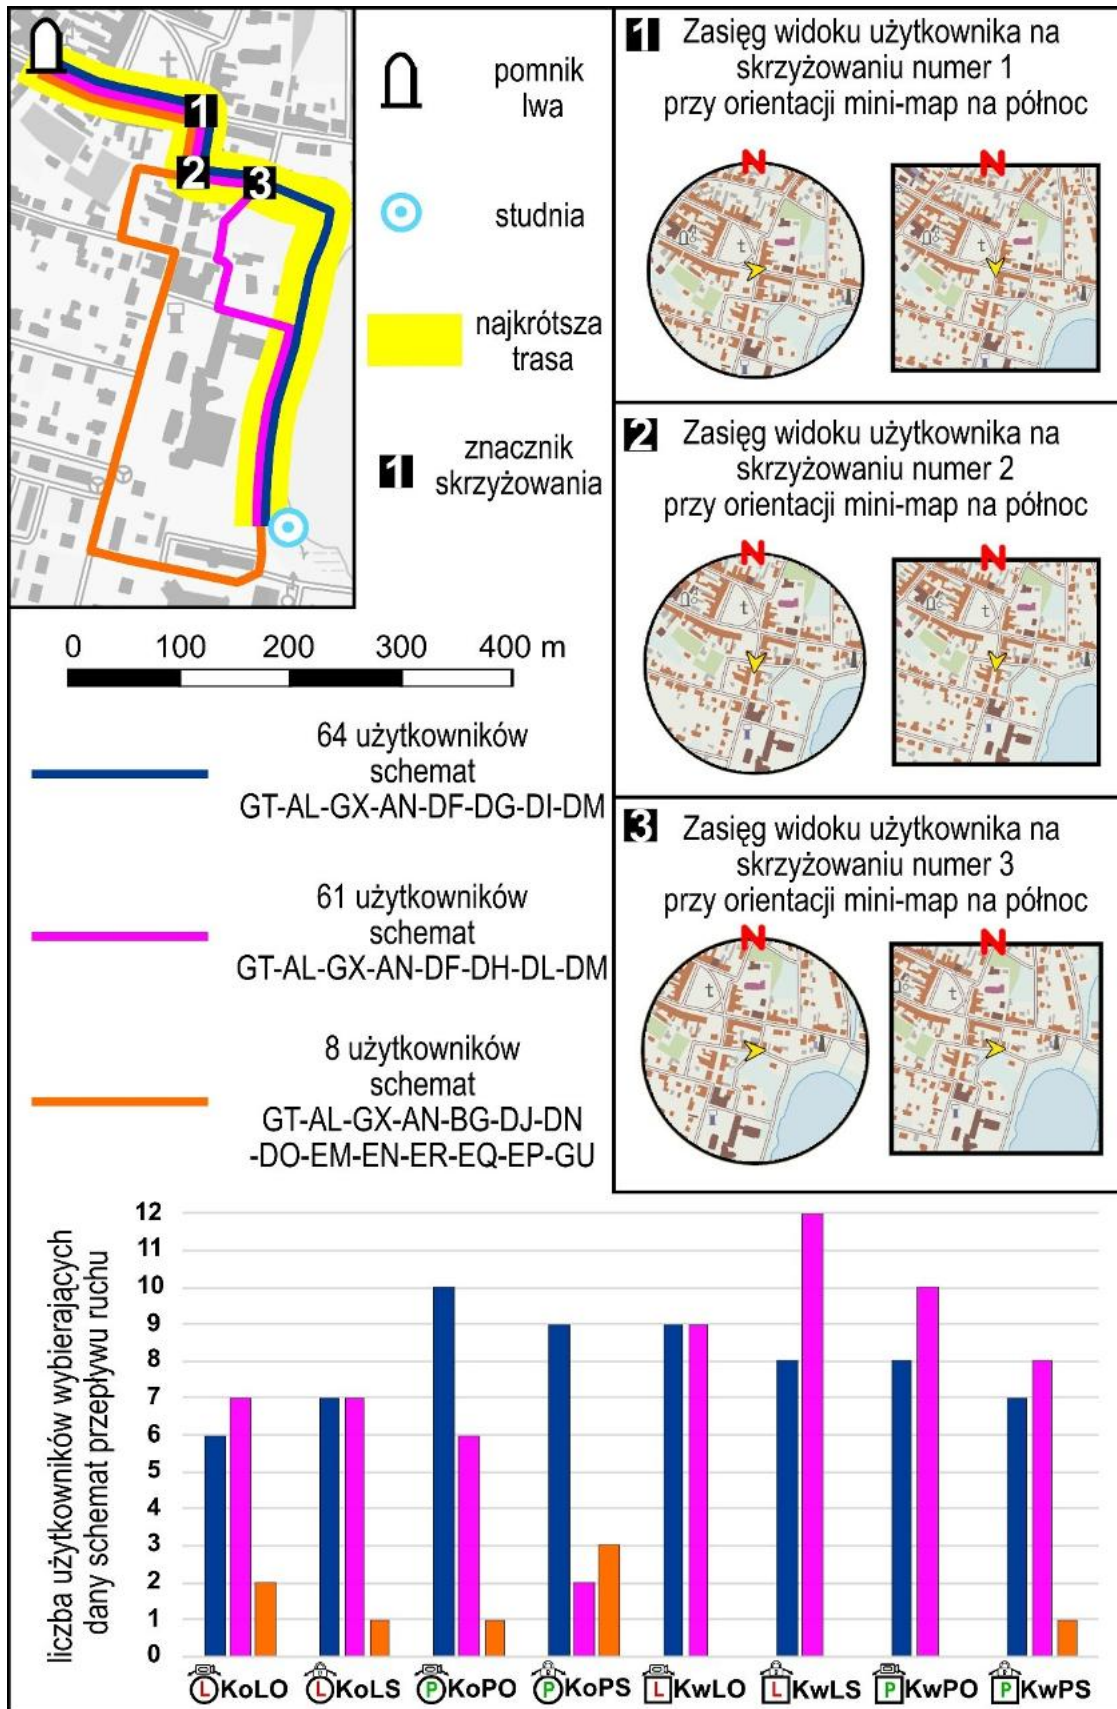 1
2
3
pomnik
lwa
studnia
najkrótsza
trasa
1
znacznik
skrzyżowania
1 Zasięg widoku użytkownika na
skrzyżowaniu numer 1
przy orientacji mini-map na północ
N N
2 Zasięg widoku użytkownika na
skrzyżowaniu numer 2
przy orientacji mini-map na północ
N N
3 Zasięg widoku użytkownika na
skrzyżowaniu numer 3
przy orientacji mini-map na północ
N N
0 100 200 300 400 m
64 użytkowników
schemat
GT-AL-GX-AN-DF-DG-DI-DM
61 użytkowników
schemat
GT-AL-GX-AN-DF-DH-DL-DM
8 użytkowników
schemat
GT-AL-GX-AN-BG-DJ-DN
-DO-EM-EN-ER-EQ-EP-GU
liczba użytkowników wybierających
dany schemat przepływu ruchu
12
11
10
9
8
7
6
5
4
3
2
1
0
L KoLO L KoLS P KoPO P KoPS L KwLO L KwLS P KwPO P KwPS